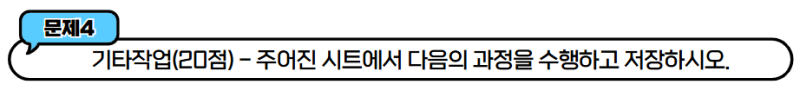 문제4
기타작업(20점) - 주어진 시트에서 다음의 과정을 수행하고 저장하시오.